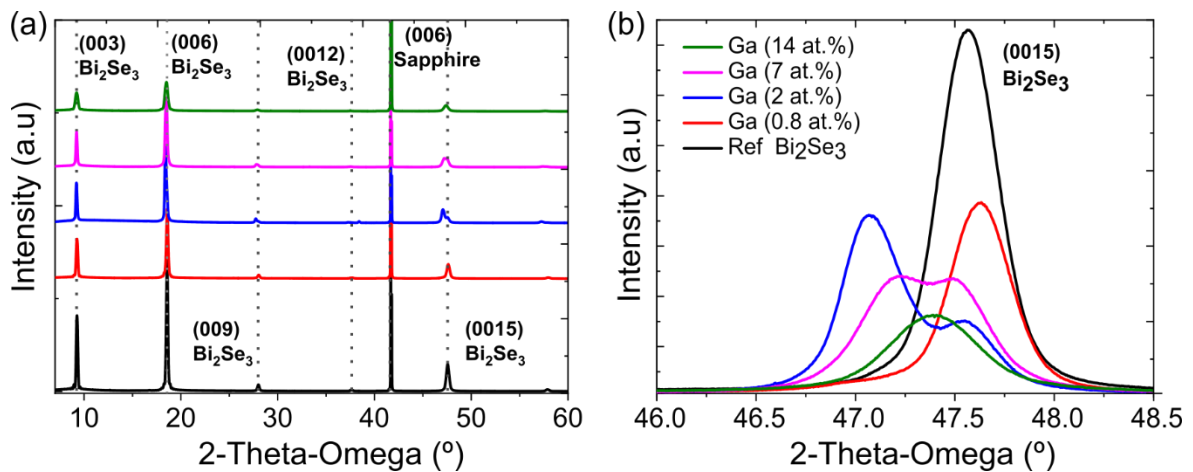 (a)
(003)
Bi₂Se₃
(006)
Bi₂Se₃
(0012)
Bi₂Se₃
(006)
Sapphire
(009)
Bi₂Se₃
(0015)
Bi₂Se₃
Intensity (a.u)
10 20 30 40 50 60
2-Theta-Omega (º)
(b)
Ga (14 at.%)
Ga (7 at.%)
Ga (2 at.%)
Ga (0.8 at.%)
Ref Bi₂Se₃
(0015)
Bi₂Se3
Intensity (a.u)
46.0 46.5 47.0 47.5 48.0 48.5
2-Theta-Omega (º)